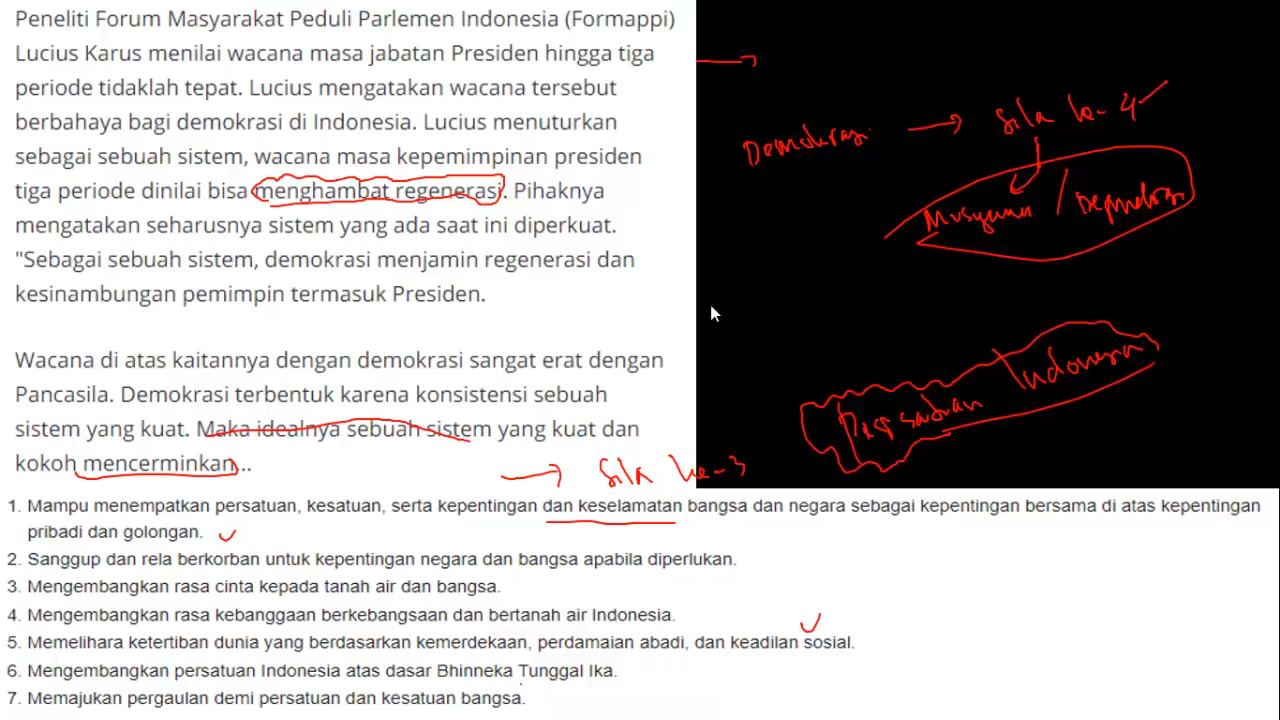 Peneliti Forum Masyarakat Peduli Parlemen Indonesia (Formappi)
Lucius Karus menilai wacana masa jabatan Presiden hingga tiga
periode tidaklah tepat. Lucius mengatakan wacana tersebut
berbahaya bagi demokrasi di Indonesia. Lucius menuturkan
sebagai sebuah sistem, wacana masa kepemimpinan presiden
tiga periode dinilai bisa menghambat regenerasi. Pihaknya
mengatakan seharusnya sistem yang ada saat ini diperkuat.
"Sebagai sebuah sistem, demokrasi menjamin regenerasi dan
kesinambungan pemimpin termasuk Presiden.
Wacana di atas kaitannya dengan demokrasi sangat erat dengan
Pancasila. Demokrasi terbentuk karena konsistensi sebuah
sistem yang kuat. Maka idealnya sebuah sistem yang kuat dan
kokoh mencerminkan...
Demokrasi → Sila ke-4
/
Persatuan Indonesia
→ Sila ke-3
1. Mampu menempatkan persatuan, kesatuan, serta kepentingan dan keselamatan bangsa dan negara sebagai kepentingan bersama di atas kepentingan
pribadi dan golongan.
2. Sanggup dan rela berkorban untuk kepentingan negara dan bangsa apabila diperlukan.
3. Mengembangkan rasa cinta kepada tanah air dan bangsa.
4. Mengembangkan rasa kebanggaan berkebangsaan dan bertanah air Indonesia.
5. Memelihara ketertiban dunia yang berdasarkan kemerdekaan, perdamaian abadi, dan keadilan sosial.
6. Mengembangkan persatuan Indonesia atas dasar Bhinneka Tunggal Ika.
7. Memajukan pergaulan demi persatuan dan kesatuan bangsa.